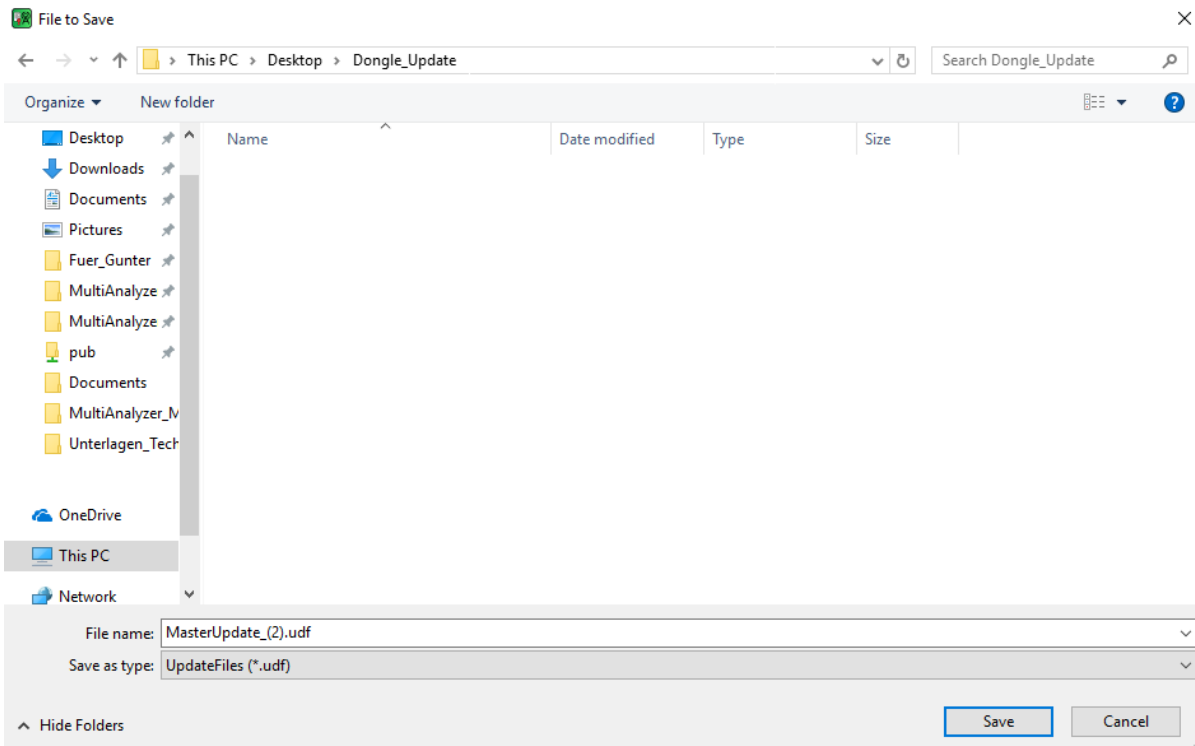 File to Save
This PC > Desktop > Dongle_Update
Search Dongle_Update
Organize
New folder
Name
Date modified
Type
Size
Desktop
Downloads
Documents
Pictures
Fuer_Gunter
MultiAnalyze
MultiAnalyze
pub
Documents
MultiAnalyzer_M
Unterlagen_Tech
OneDrive
This PC
Network
File name: MasterUpdate_(2).udf
Save as type: UpdateFiles (*.udf)
Hide Folders
Save
Cancel